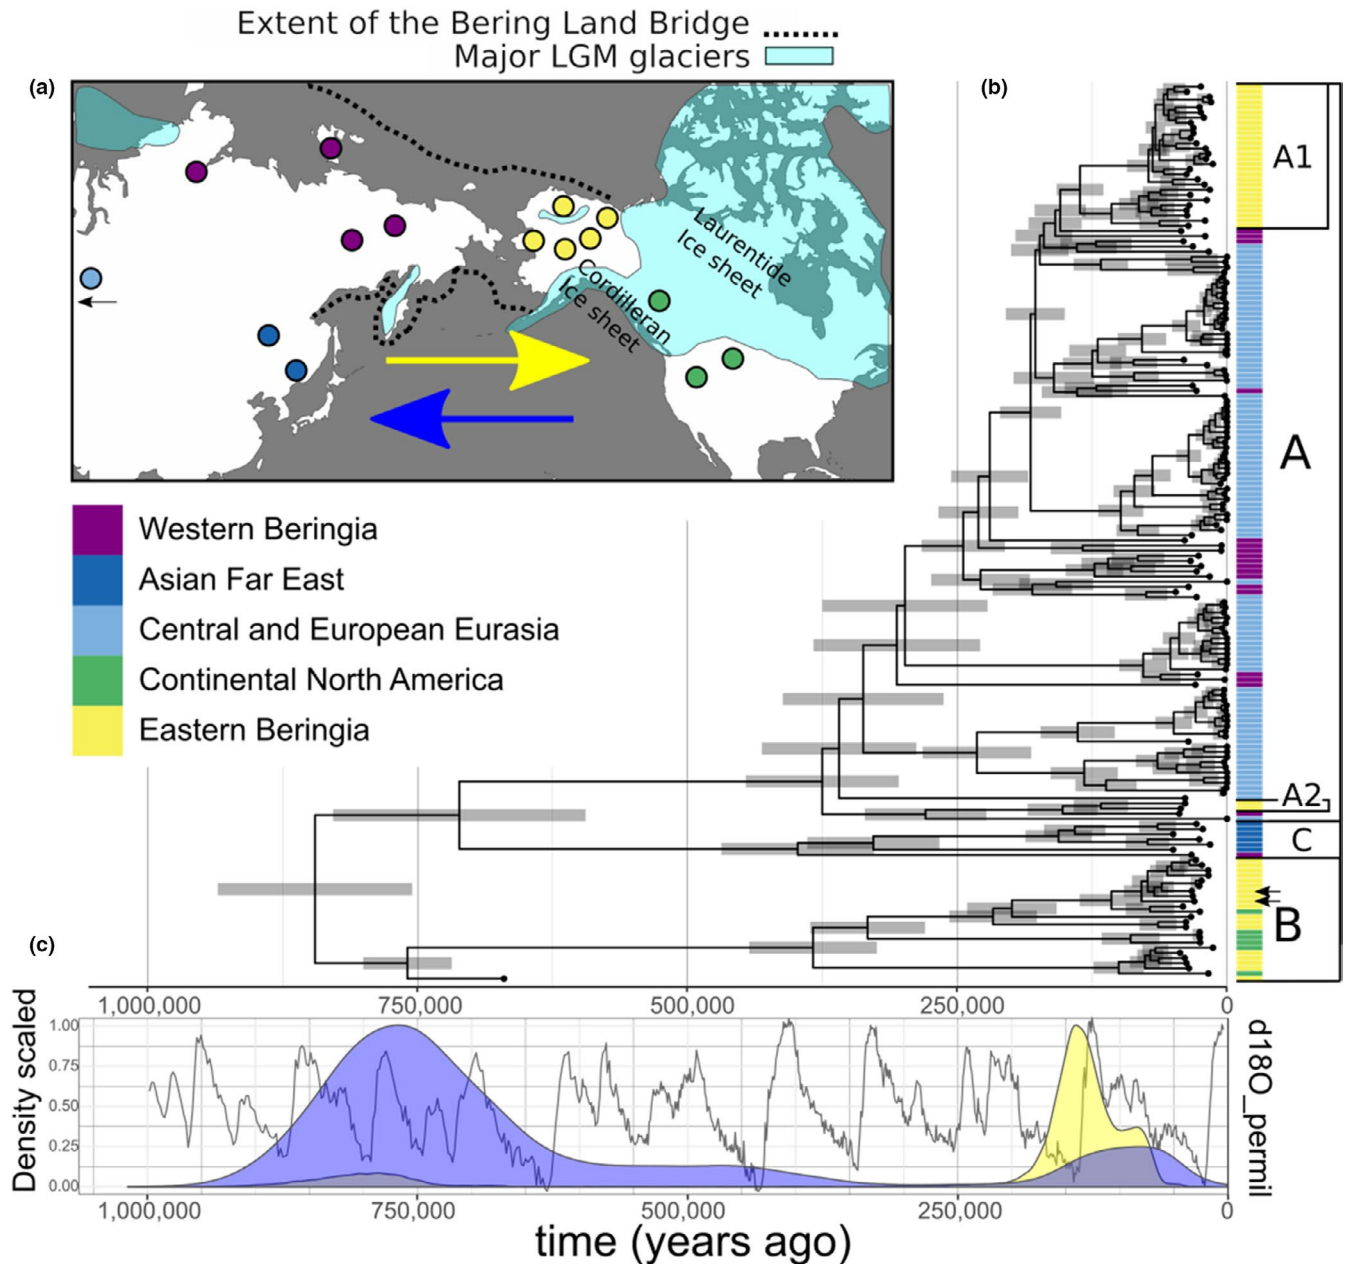 Extent of the Bering Land Bridge
Major LGM glaciers
(a)
Laurentide
Ice sheet
Cordilleran
Ice sheet
(b)
A1
A
A2
C
B
Western Beringia
Asian Far East
Central and European Eurasia
Continental North America
Eastern Beringia
(c)
1,000,000 750,000 500,000 250,000 0
Density scaled
1.00
0.75
0.50
0.25
0.00
d18O_permil
1,000,000 750,000 500,000 250,000 0
time (years ago)